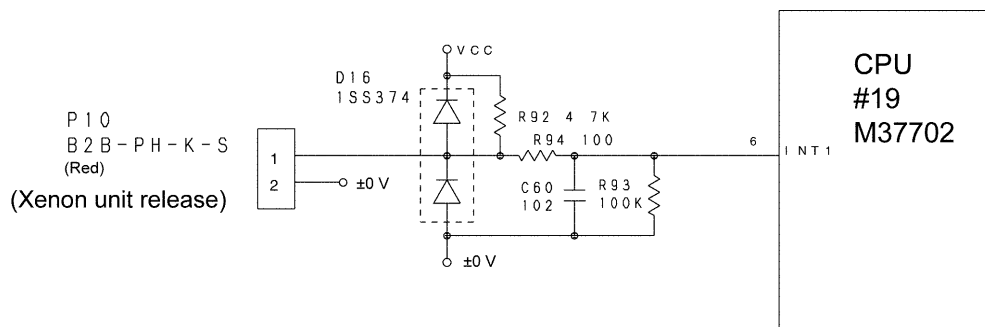 VCC
D16
1SS374
P10
B2B-PH-K-S
(Red)
(Xenon unit release)
1
2
±0 V
R92 4 7K
R94 100
C60
102
R93
100K
±0 V
6
INT1
CPU
#19
M37702